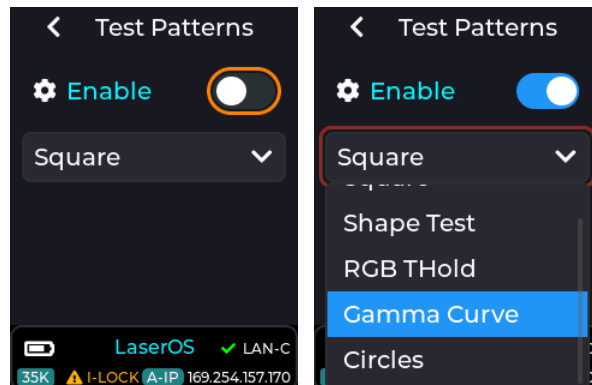 Test Patterns
Enable
Square
LaserOS LAN-C
35K I-LOCK A-IP 169.254.157.170
Test Patterns
Enable
Square
Square
Shape Test
RGB THold
Gamma Curve
Circles